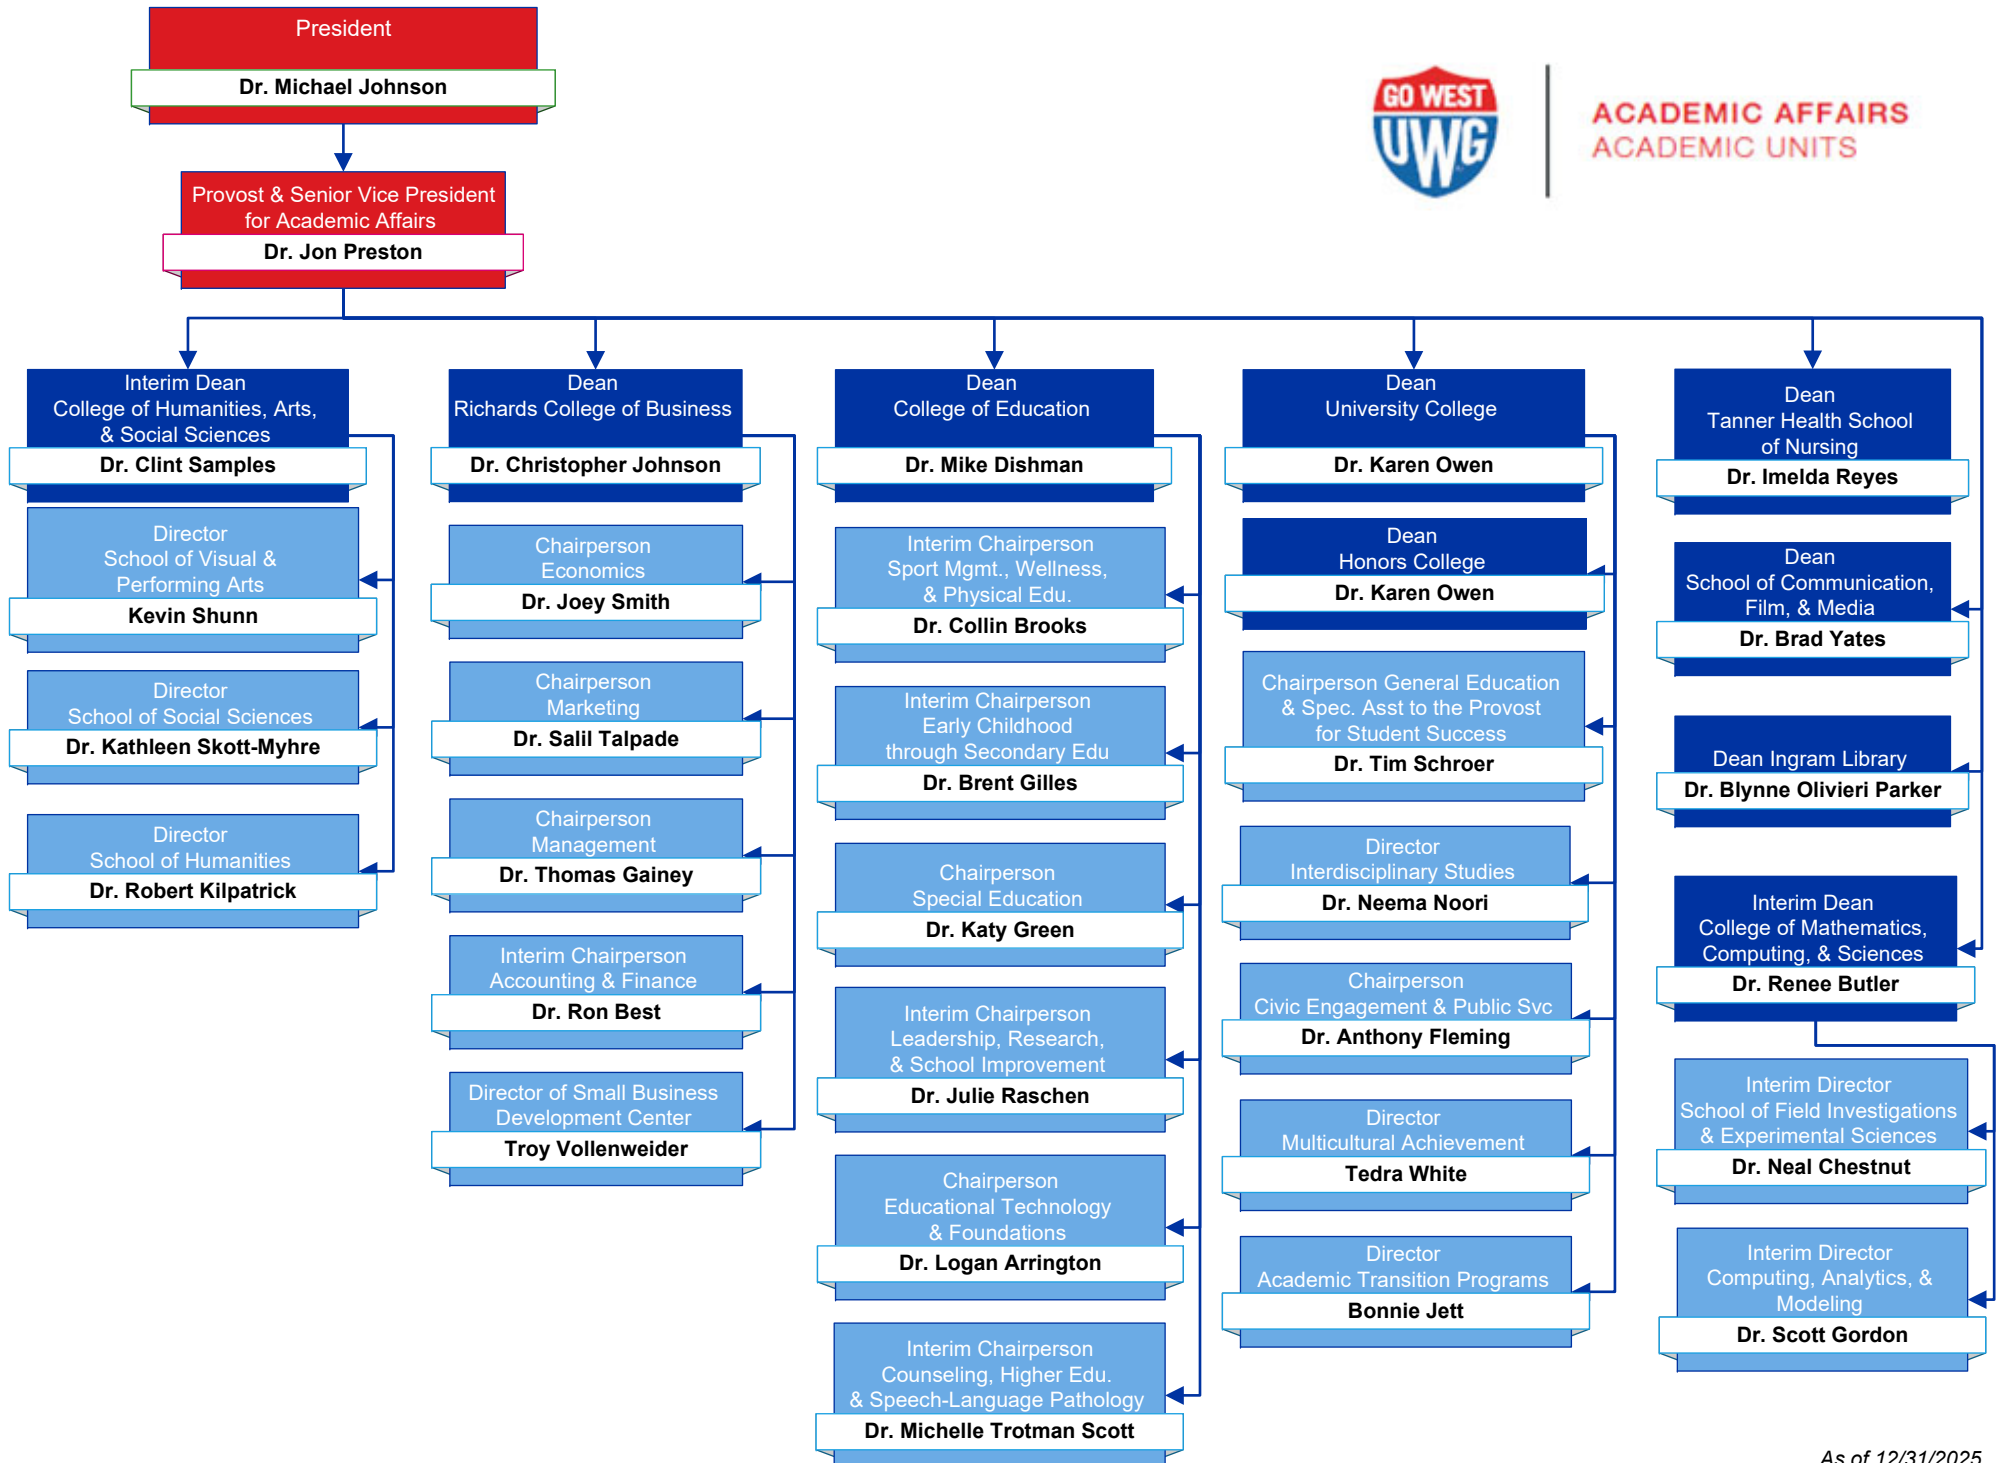 President
Dr. Michael Johnson
GO WEST
UWG
ACADEMIC AFFAIRS
ACADEMIC UNITS
Provost & Senior Vice President
for Academic Affairs
Dr. Jon Preston
Interim Dean
College of Humanities, Arts,
& Social Sciences
Dr. Clint Samples
Director
School of Visual &
Performing Arts
Kevin Shunn
Director
School of Social Sciences
Dr. Kathleen Skott-Myhre
Director
School of Humanities
Dr. Robert Kilpatrick
Dean
Richards College of Business
Dr. Christopher Johnson
Chairperson
Economics
Dr. Joey Smith
Chairperson
Marketing
Dr. Salil Talpade
Chairperson
Management
Dr. Thomas Gainey
Interim Chairperson
Accounting & Finance
Dr. Ron Best
Director of Small Business
Development Center
Troy Vollenweider
Dean
College of Education
Dr. Mike Dishman
Interim Chairperson
Sport Mgmt., Wellness,
& Physical Edu.
Dr. Collin Brooks
Interim Chairperson
Early Childhood
through Secondary Edu
Dr. Brent Gilles
Chairperson
Special Education
Dr. Katy Green
Interim Chairperson
Leadership, Research,
& School Improvement
Dr. Julie Raschen
Chairperson
Educational Technology
& Foundations
Dr. Logan Arrington
Interim Chairperson
Counseling, Higher Edu.
& Speech-Language Pathology
Dr. Michelle Trotman Scott
Dean
University College
Dr. Karen Owen
Dean
Honors College
Dr. Karen Owen
Chairperson General Education
& Spec. Asst to the Provost
for Student Success
Dr. Tim Schroer
Director
Interdisciplinary Studies
Dr. Neema Noori
Chairperson
Civic Engagement & Public Svc
Dr. Anthony Fleming
Director
Multicultural Achievement
Tedra White
Director
Academic Transition Programs
Bonnie Jett
Dean
Tanner Health School
of Nursing
Dr. Imelda Reyes
Dean
School of Communication,
Film, & Media
Dr. Brad Yates
Dean Ingram Library
Dr. Blynne Olivieri Parker
Interim Dean
College of Mathematics,
Computing, & Sciences
Dr. Renee Butler
Interim Director
School of Field Investigations
& Experimental Sciences
Dr. Neal Chestnut
Interim Director
Computing, Analytics, &
Modeling
Dr. Scott Gordon
As of 12/31/2025